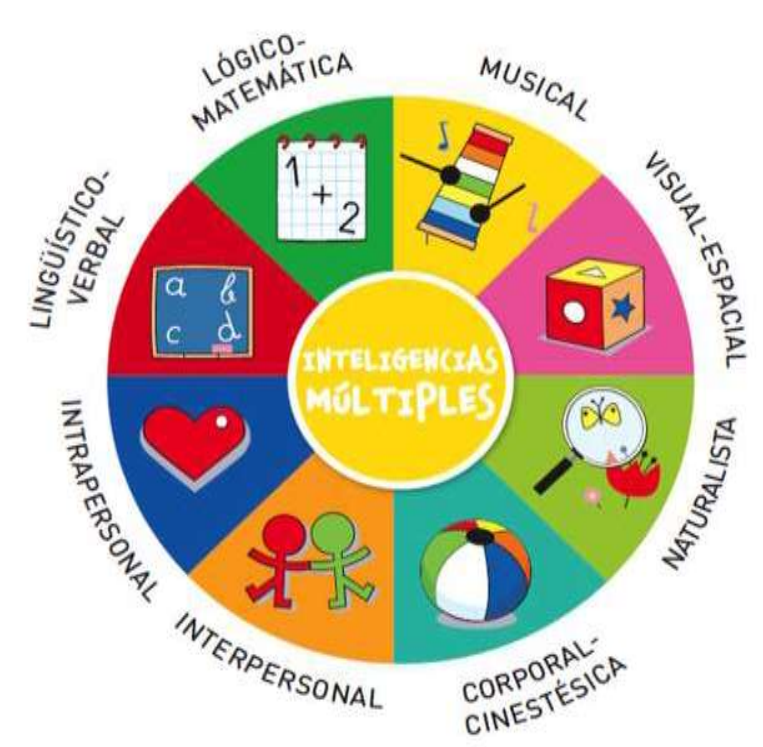 LÓGICO-
MATEMÁTICA
MUSICAL
VISUAL-ESPACIAL
NATURALISTA
CORPORAL-
CINESTÉSICA
INTERPERSONAL
INTRAPERSONAL
LINGÜÍSTICO-
VERBAL
1
+
2
a b
c d
INTELIGENCIAS
MÚLTIPLES